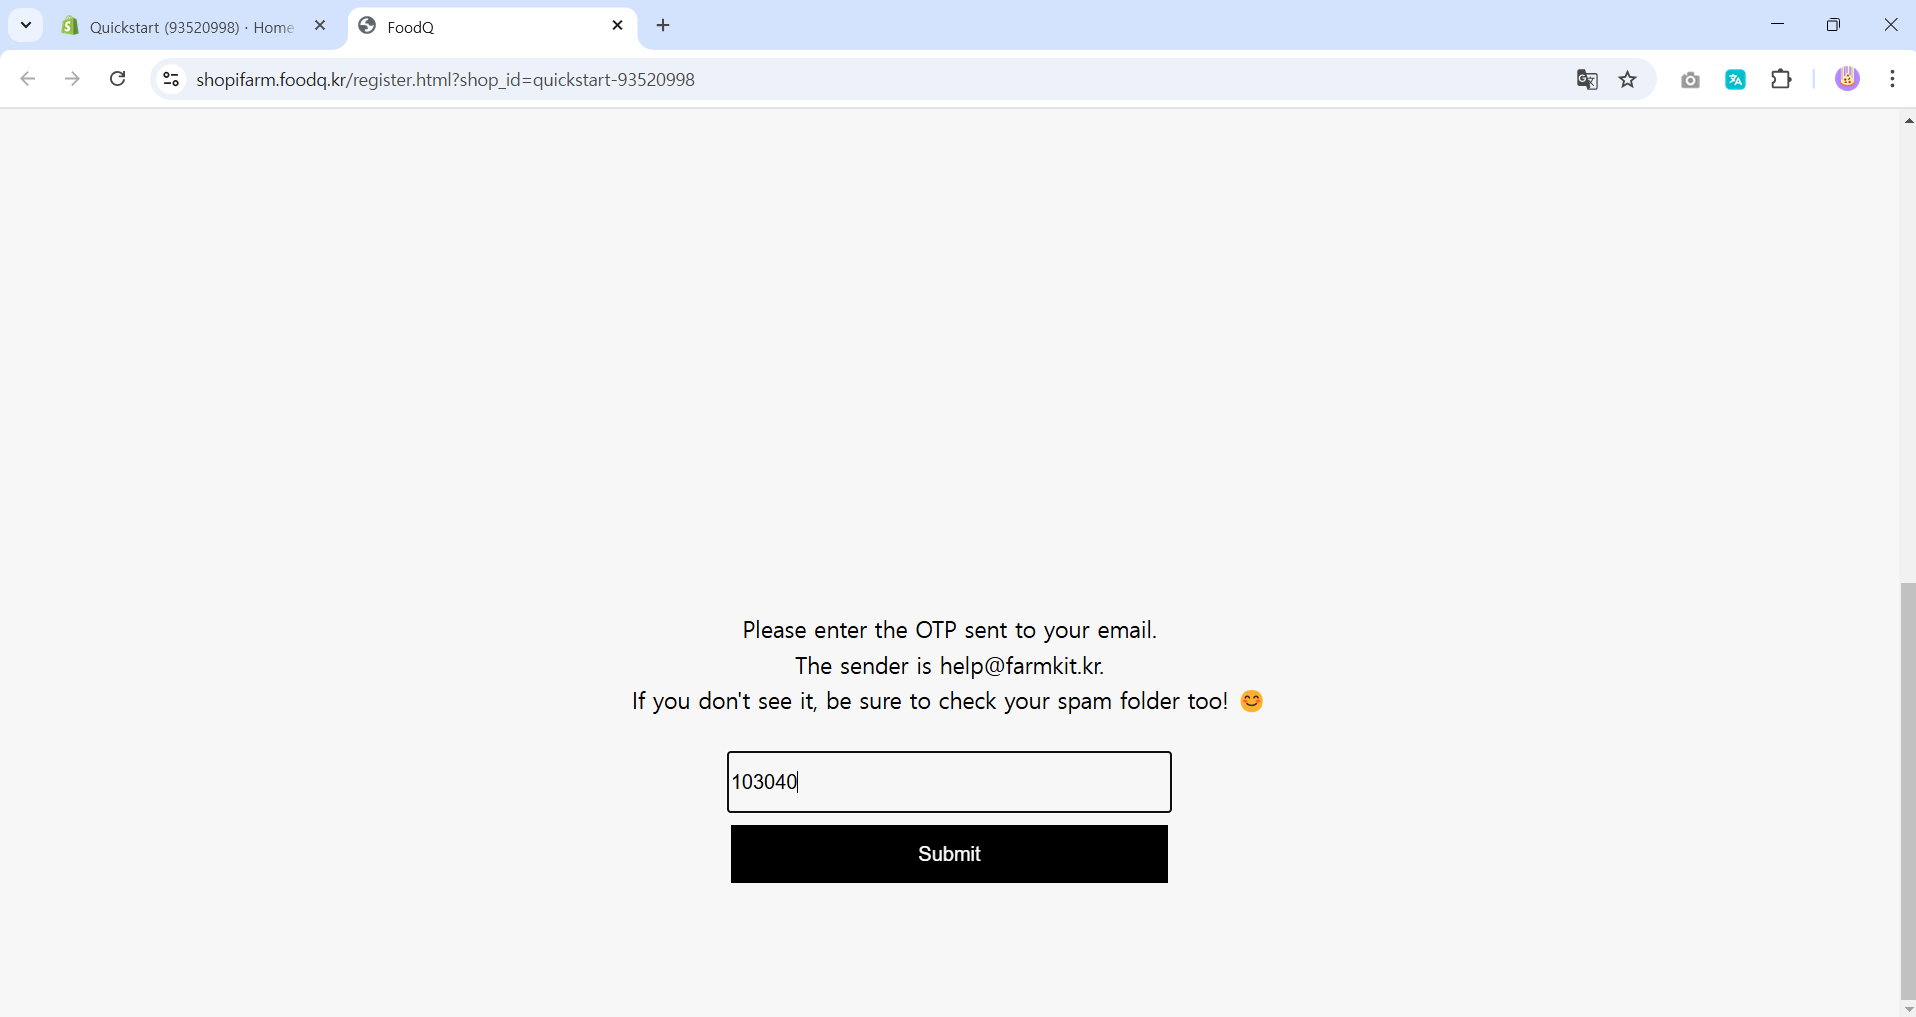 Quickstart (93520998) · Home
FoodQ
shopifarm.foodq.kr/register.html?shop_id=quickstart-93520998
Please enter the OTP sent to your email.
The sender is help@farmkit.kr.
If you don't see it, be sure to check your spam folder too! 😊
103040
Submit